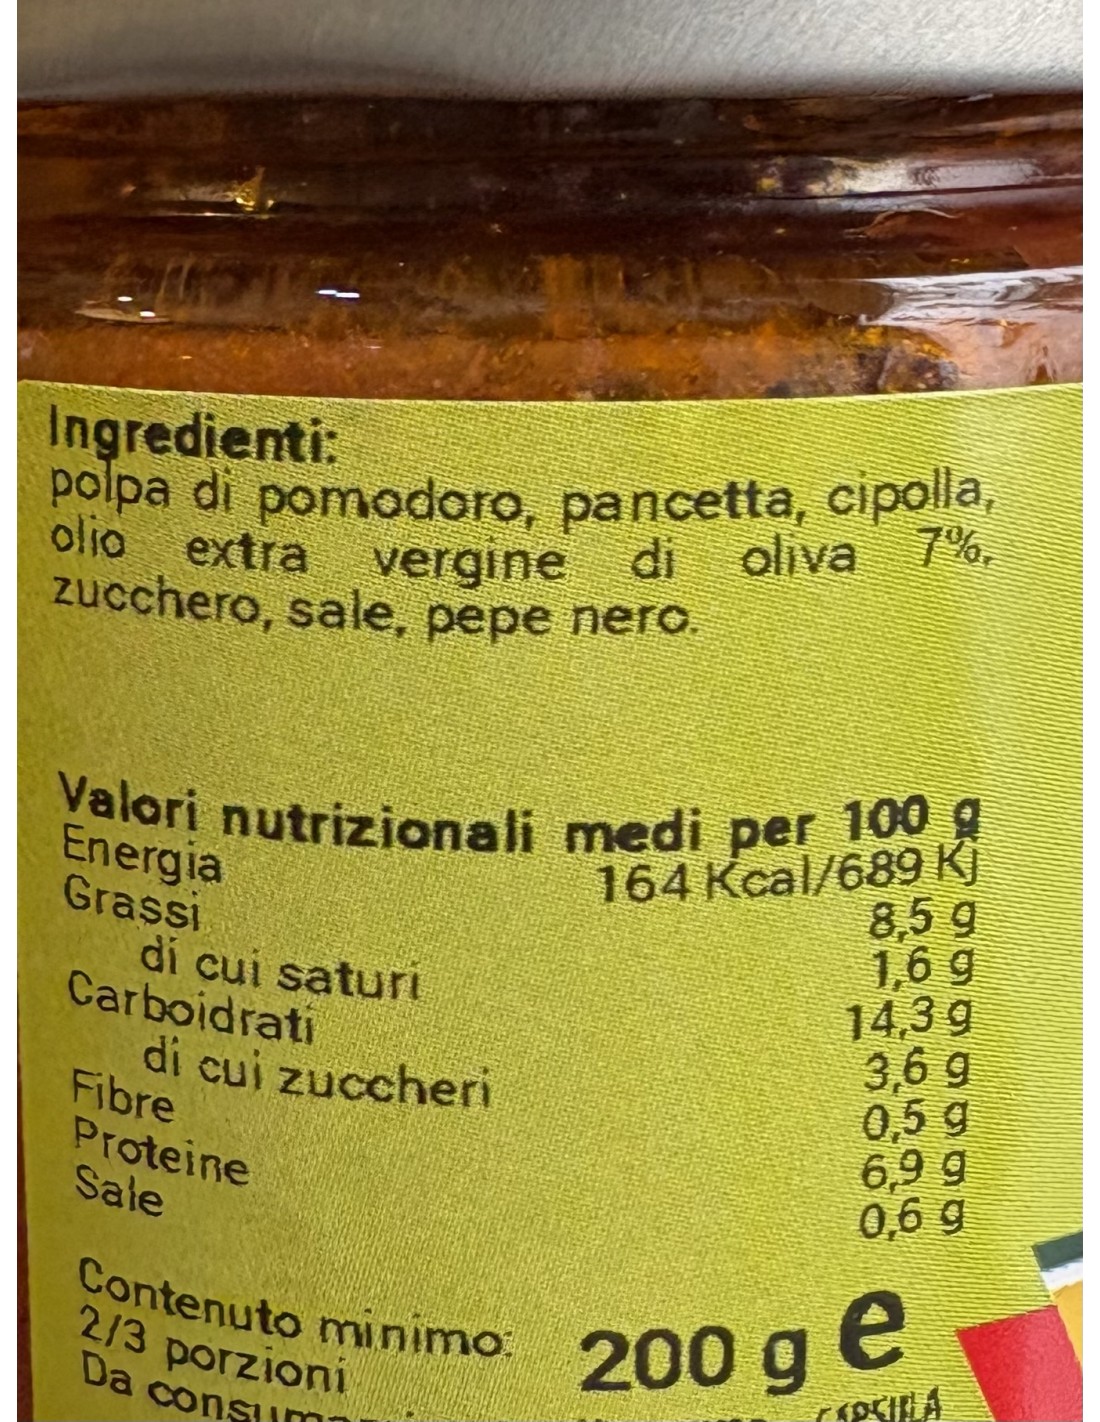 Ingredienti:
polpa di pomodoro, pancetta, cipolla,
olio extra vergine di oliva 7%,
zucchero, sale, pepe nero.
Valori nutrizionali medi per 100 g
Energia 164 Kcal/689 Kj
Grassi 8,5 g
di cui saturi 1,6 g
Carboidrati 14,3 g
di cui zuccheri 3,6 g
Fibre 0,5 g
Proteine 6,9 g
Sale 0,6 g
Contenuto minimo: 200 g e
2/3 porzioni
Da